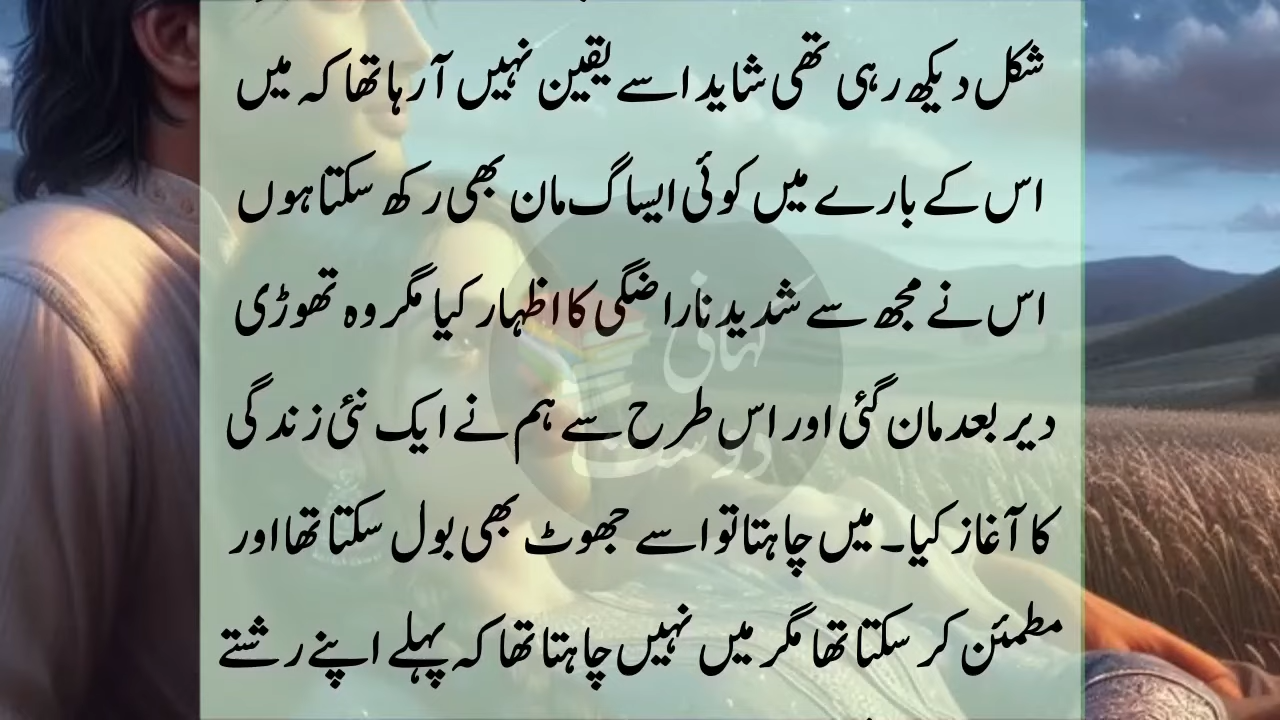 شکل دیکھ رہی تھی شاید اسے یقین نہیں آرہا تھا کہ میں
اس کے بارے میں کوئی ایسا گ مان بھی رکھ سکتا ہوں
اس نے مجھ سے شدید ناراضگی کا اظہار کیا مگر وہ تھوڑی
دیر بعد مان گئی اور اس طرح سے ہم نے ایک نئی زندگی
کا آغاز کیا۔ میں چاہتا تو اسے جھوٹ بھی بول سکتا تھا اور
مطمئن کر سکتا تھا مگر میں نہیں چاہتا تھا کہ پہلے اپنے رشتے
کہانی
دوست